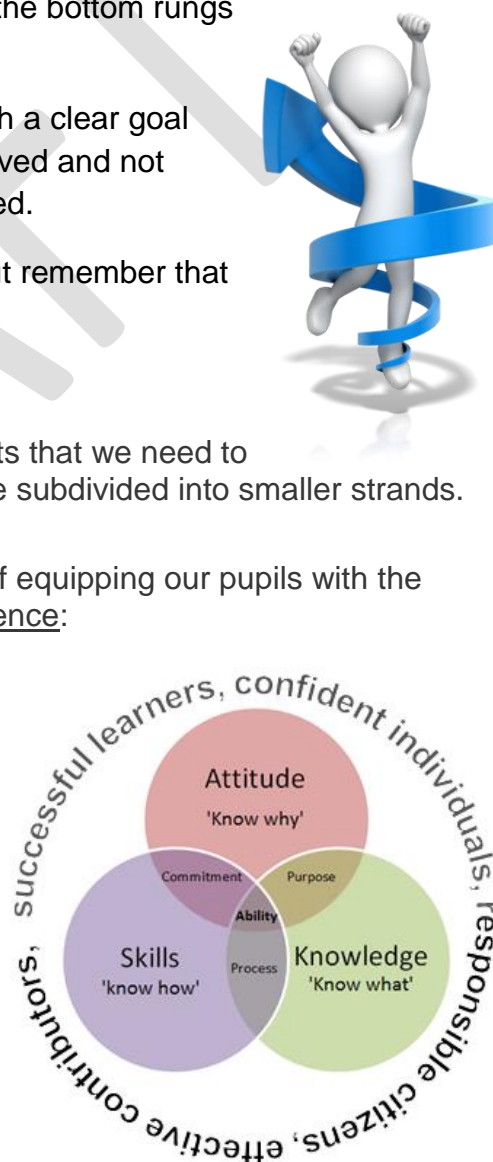 the bottom rungs
h a clear goal
ved and not
ed.
ut remember that
ts that we need to
e subdivided into smaller strands.
f equipping our pupils with the
ence:
successful learners, confident individuals, responsible citizens, effective contributors,
Attitude
'Know why'
Commitment
Purpose
Ability
Skills
'know how'
Process
Knowledge
'Know what'